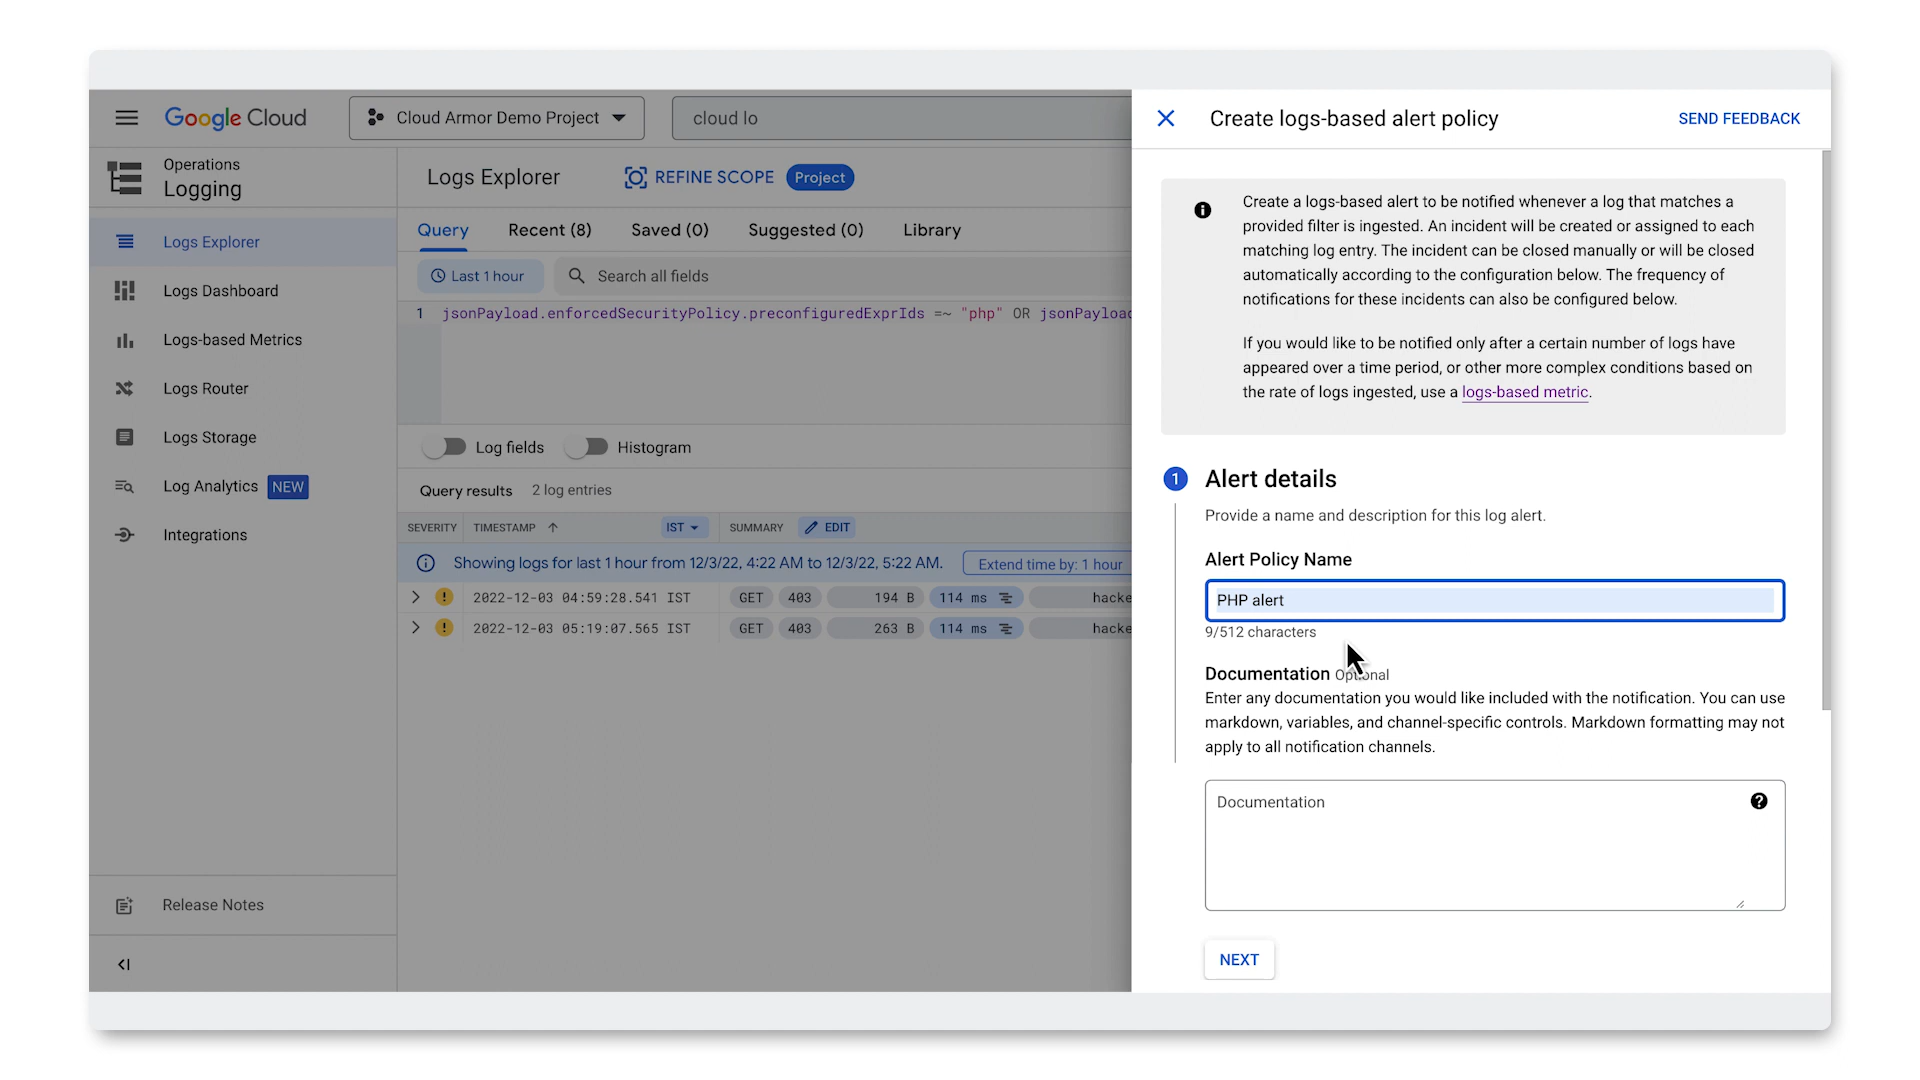 Google Cloud
Cloud Armor Demo Project
cloud lo
Operations
Logging
Logs Explorer
Logs Dashboard
Logs-based Metrics
Logs Router
Logs Storage
Log Analytics NEW
Integrations
Release Notes
Logs Explorer
REFINE SCOPE
Project
Query
Recent (8)
Saved (0)
Suggested (0)
Library
Last 1 hour
Search all fields
1 jsonPayload.enforcedSecurityPolicy.preconfiguredExprIds =~ "php" OR jsonPayload
Log fields
Histogram
Query results 2 log entries
SEVERITY TIMESTAMP IST SUMMARY EDIT
Showing logs for last 1 hour from 12/3/22, 4:22 AM to 12/3/22, 5:22 AM. Extend time by: 1 hour
2022-12-03 04:59:28.541 IST GET 403 194 B 114 ms hacke
2022-12-03 05:19:07.565 IST GET 403 263 B 114 ms hacke
Create logs-based alert policy
SEND FEEDBACK
Create a logs-based alert to be notified whenever a log that matches a
provided filter is ingested. An incident will be created or assigned to each
matching log entry. The incident can be closed manually or will be closed
automatically according to the configuration below. The frequency of
notifications for these incidents can also be configured below.
If you would like to be notified only after a certain number of logs have
appeared over a time period, or other more complex conditions based on
the rate of logs ingested, use a logs-based metric.
1 Alert details
Provide a name and description for this log alert.
Alert Policy Name
PHP alert
9/512 characters
Documentation Optional
Enter any documentation you would like included with the notification. You can use
markdown, variables, and channel-specific controls. Markdown formatting may not
apply to all notification channels.
Documentation
NEXT